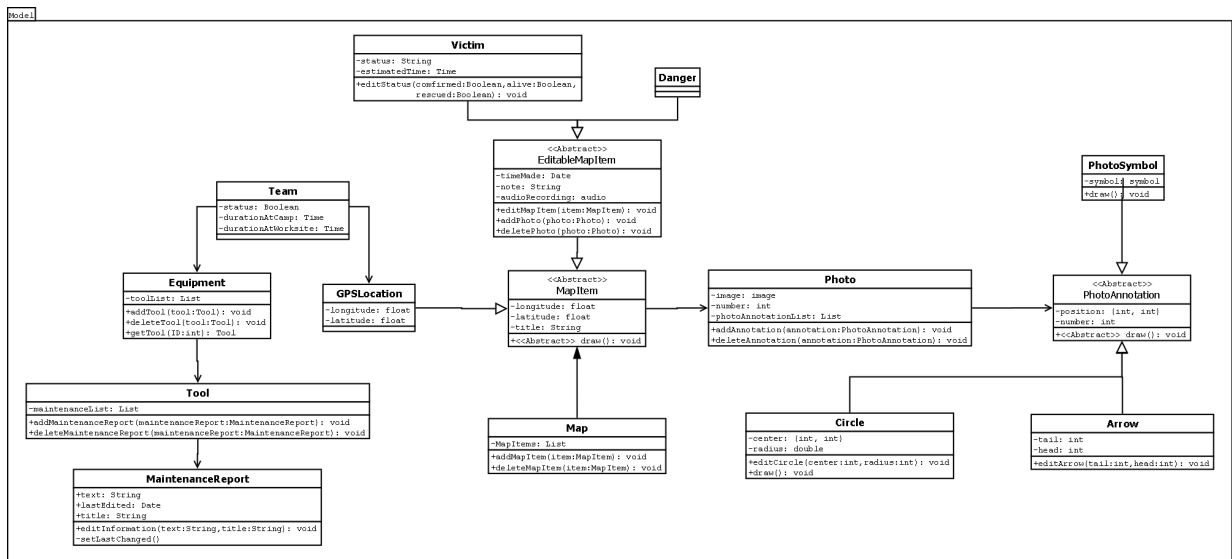 Model
Victim
-status: String
-estimatedTime: Time
+editStatus(comfirmed:Boolean,alive:Boolean,
rescued:Boolean): void
Danger
<<Abstract>>
EditableMapItem
-timeMade: Date
-note: String
-audioRecording: audio
+editMapItem(item:MapItem): void
+addPhoto(photo:Photo): void
+deletePhoto(photo:Photo): void
PhotoSymbol
-symbol: symbol
+draw(): void
Team
-status: Boolean
-durationAtCamp: Time
-durationAtWorksite: Time
Equipment
-toolList: List
+addTool(tool:Tool): void
+deleteTool(tool:Tool): void
+getTool(ID:int): Tool
GPSLocation
-longitude: float
-latitude: float
<<Abstract>>
MapItem
-longitude: float
-latitude: float
-title: String
+<<Abstract>> draw(): void
Photo
-image: image
-number: int
-photoAnnotationList: List
+addAnnotation(annotation:PhotoAnnotation): void
+deleteAnnotation(annotation:PhotoAnnotation): void
<<Abstract>>
PhotoAnnotation
-position: (int, int)
-number: int
+<<Abstract>> draw(): void
Tool
-maintenanceList: List
+addMaintenanceReport(maintenanceReport:MaintenanceReport): void
+deleteMaintenanceReport(maintenanceReport:MaintenanceReport): void
Map
-MapItems: List
+addMapItem(item:MapItem): void
+deleteMapItem(item:MapItem): void
Circle
-center: (int, int)
-radius: double
+editCircle(center:int,radius:int): void
+draw(): void
Arrow
-tail: int
-head: int
+editArrow(tail:int,head:int): void
MaintenanceReport
+text: String
+lastEdited: Date
+title: String
+editInformation(text:String,title:String): void
-setLastChanged()